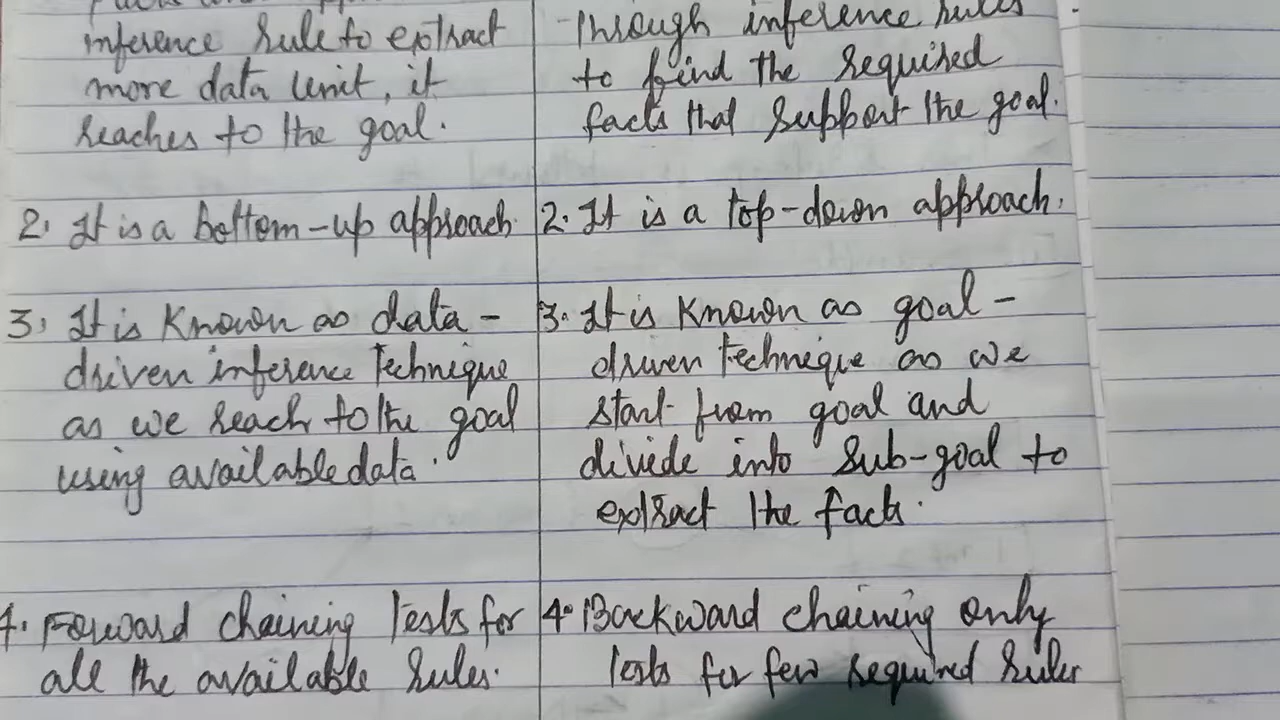 inference rule to extract
more data unit, it
reaches to the goal.
through inference rules
to find the required
facts that support the goal.
2. It is a bottom-up approach.
2. It is a top-down approach.
3. It is known as data-
driven inference technique
as we reach to the goal
using available data.
3. It is known as goal-
driven technique as we
start from goal and
divide into sub-goal to
extract the facts.
4. Forward chaining tests for
all the available rules.
4. Backward chaining only
tests for few required rules